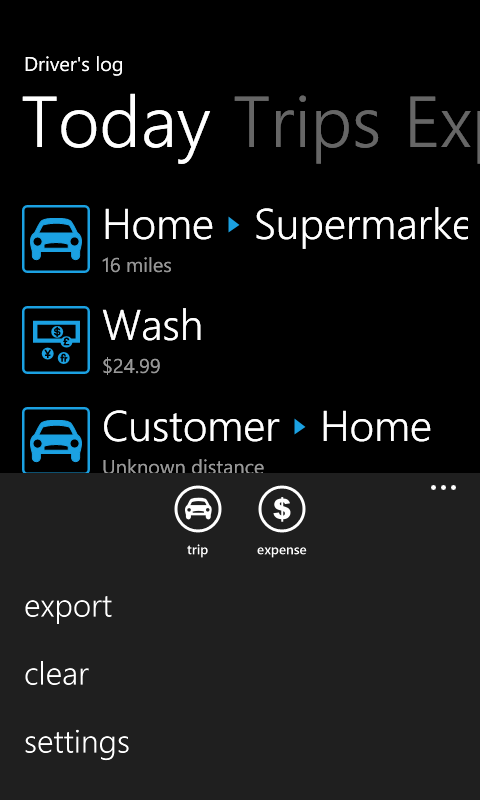 Driver's log
Today Trips Exp
Home Supermarke
16 miles
Wash
$24.99
Customer Home
Unknown distance
trip expense
export
clear
settings